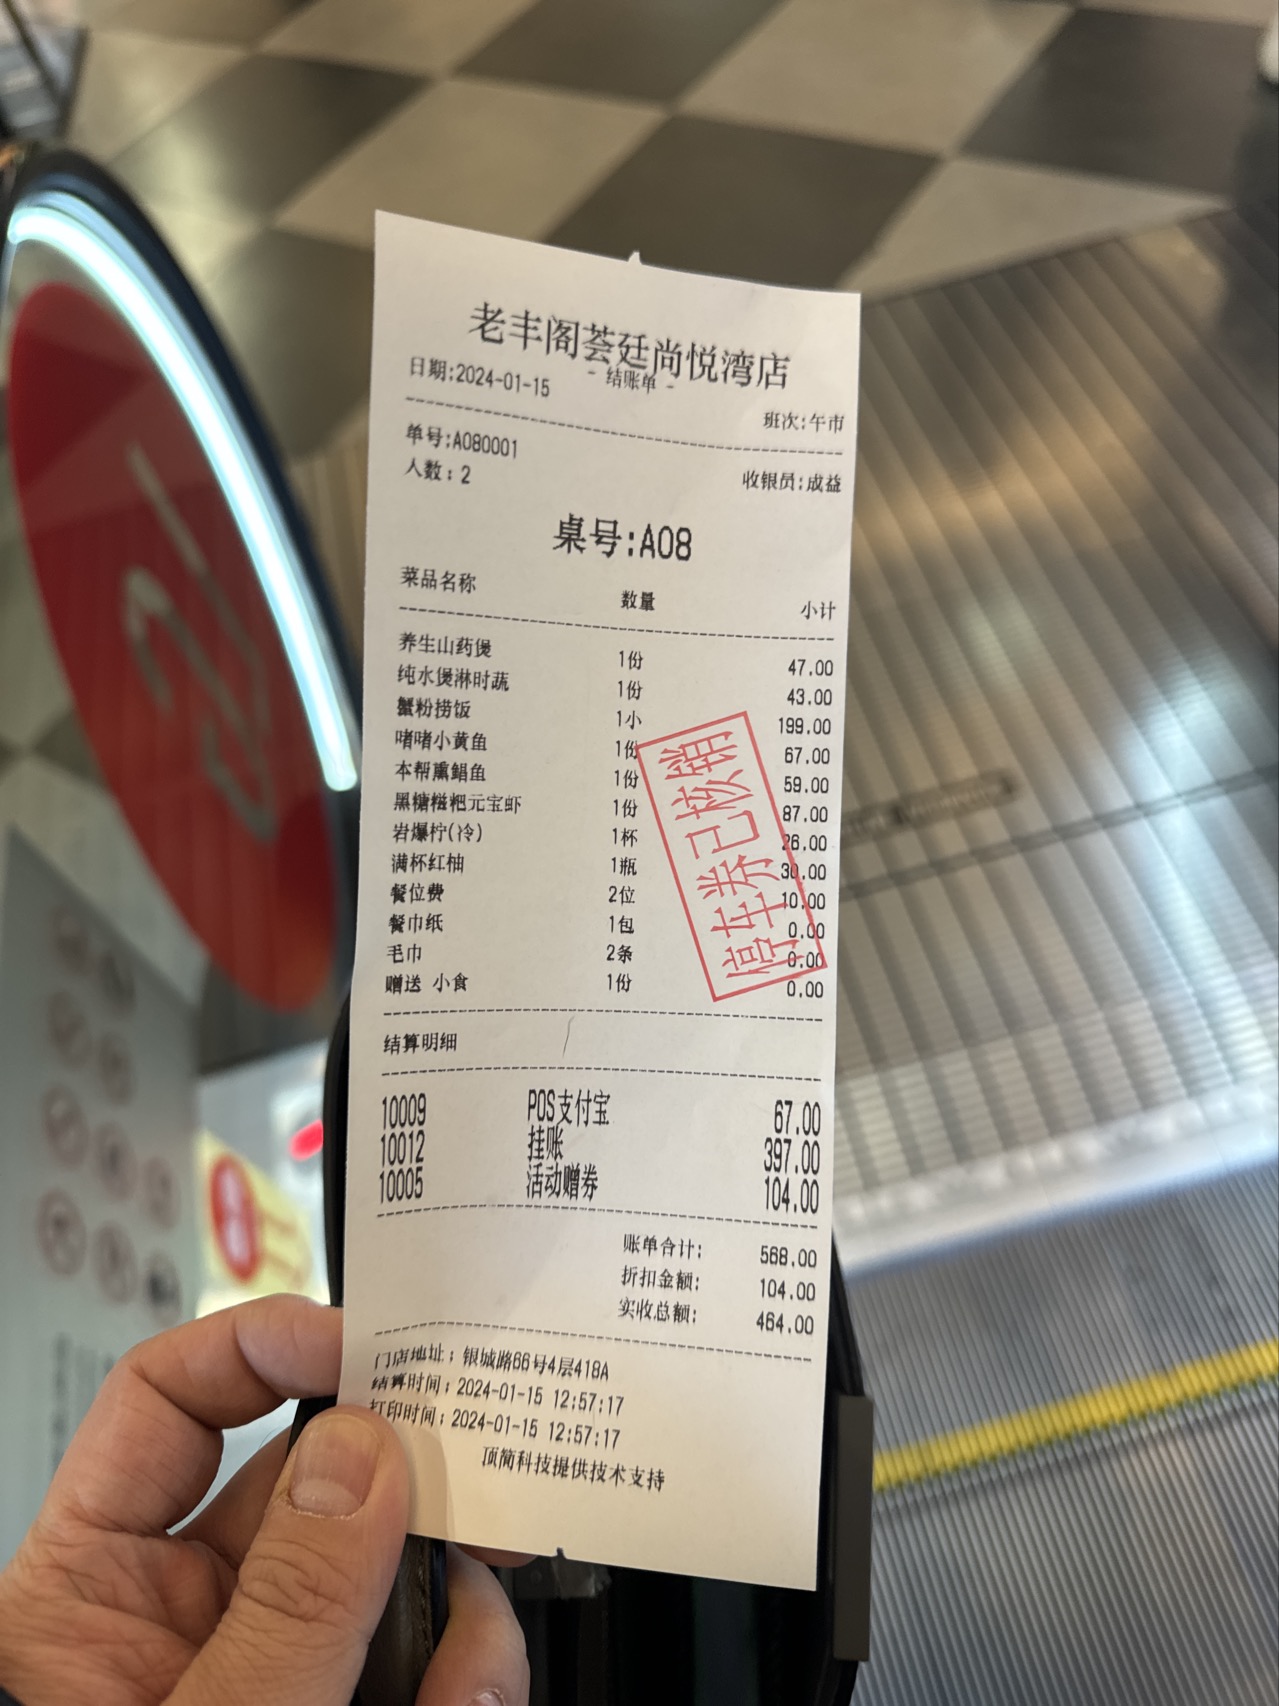 老丰阁荟廷尚悦湾店
- 结账单 -
日期:2024-01-15
班次:午市
单号:A080001
人数: 2
收银员:成益
桌号:A08
菜品名称 数量 小计
养生山药煲 1份 47.00
纯水煲淋时蔬 1份 43.00
蟹粉捞饭 1小 199.00
啫啫小黄鱼 1份 67.00
本帮熏鲳鱼 1份 59.00
黑糖糍粑元宝虾 1份 87.00
岩爆柠(冷) 1杯 26.00
满杯红柚 1瓶 30.00
餐位费 2位 10.00
餐巾纸 1包 0.00
毛巾 2条 0.00
赠送 小食 1份 0.00
停车券已核销
结算明细
10009 POS支付宝 67.00
10012 挂账 397.00
10005 活动赠券 104.00
账单合计: 568.00
折扣金额: 104.00
实收总额: 464.00
门店地址: 银城路66号4层418A
结算时间: 2024-01-15 12:57:17
打印时间: 2024-01-15 12:57:17
顶简科技提供技术支持